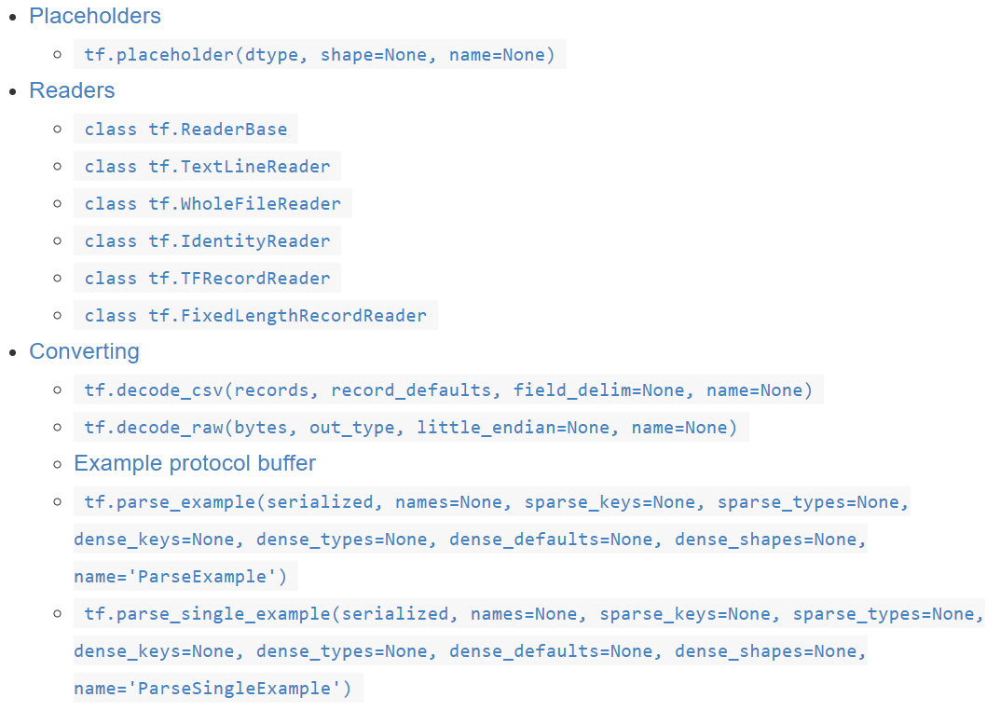 Placeholders
tf.placeholder(dtype, shape=None, name=None)
Readers
class tf.ReaderBase
class tf.TextLineReader
class tf.WholeFileReader
class tf.IdentityReader
class tf.TFRecordReader
class tf.FixedLengthRecordReader
Converting
tf.decode_csv(records, record_defaults, field_delim=None, name=None)
tf.decode_raw(bytes, out_type, little_endian=None, name=None)
Example protocol buffer
tf.parse_example(serialized, names=None, sparse_keys=None, sparse_types=None,
dense_keys=None, dense_types=None, dense_defaults=None, dense_shapes=None,
name='ParseExample')
tf.parse_single_example(serialized, names=None, sparse_keys=None, sparse_types=None,
dense_keys=None, dense_types=None, dense_defaults=None, dense_shapes=None,
name='ParseSingleExample')